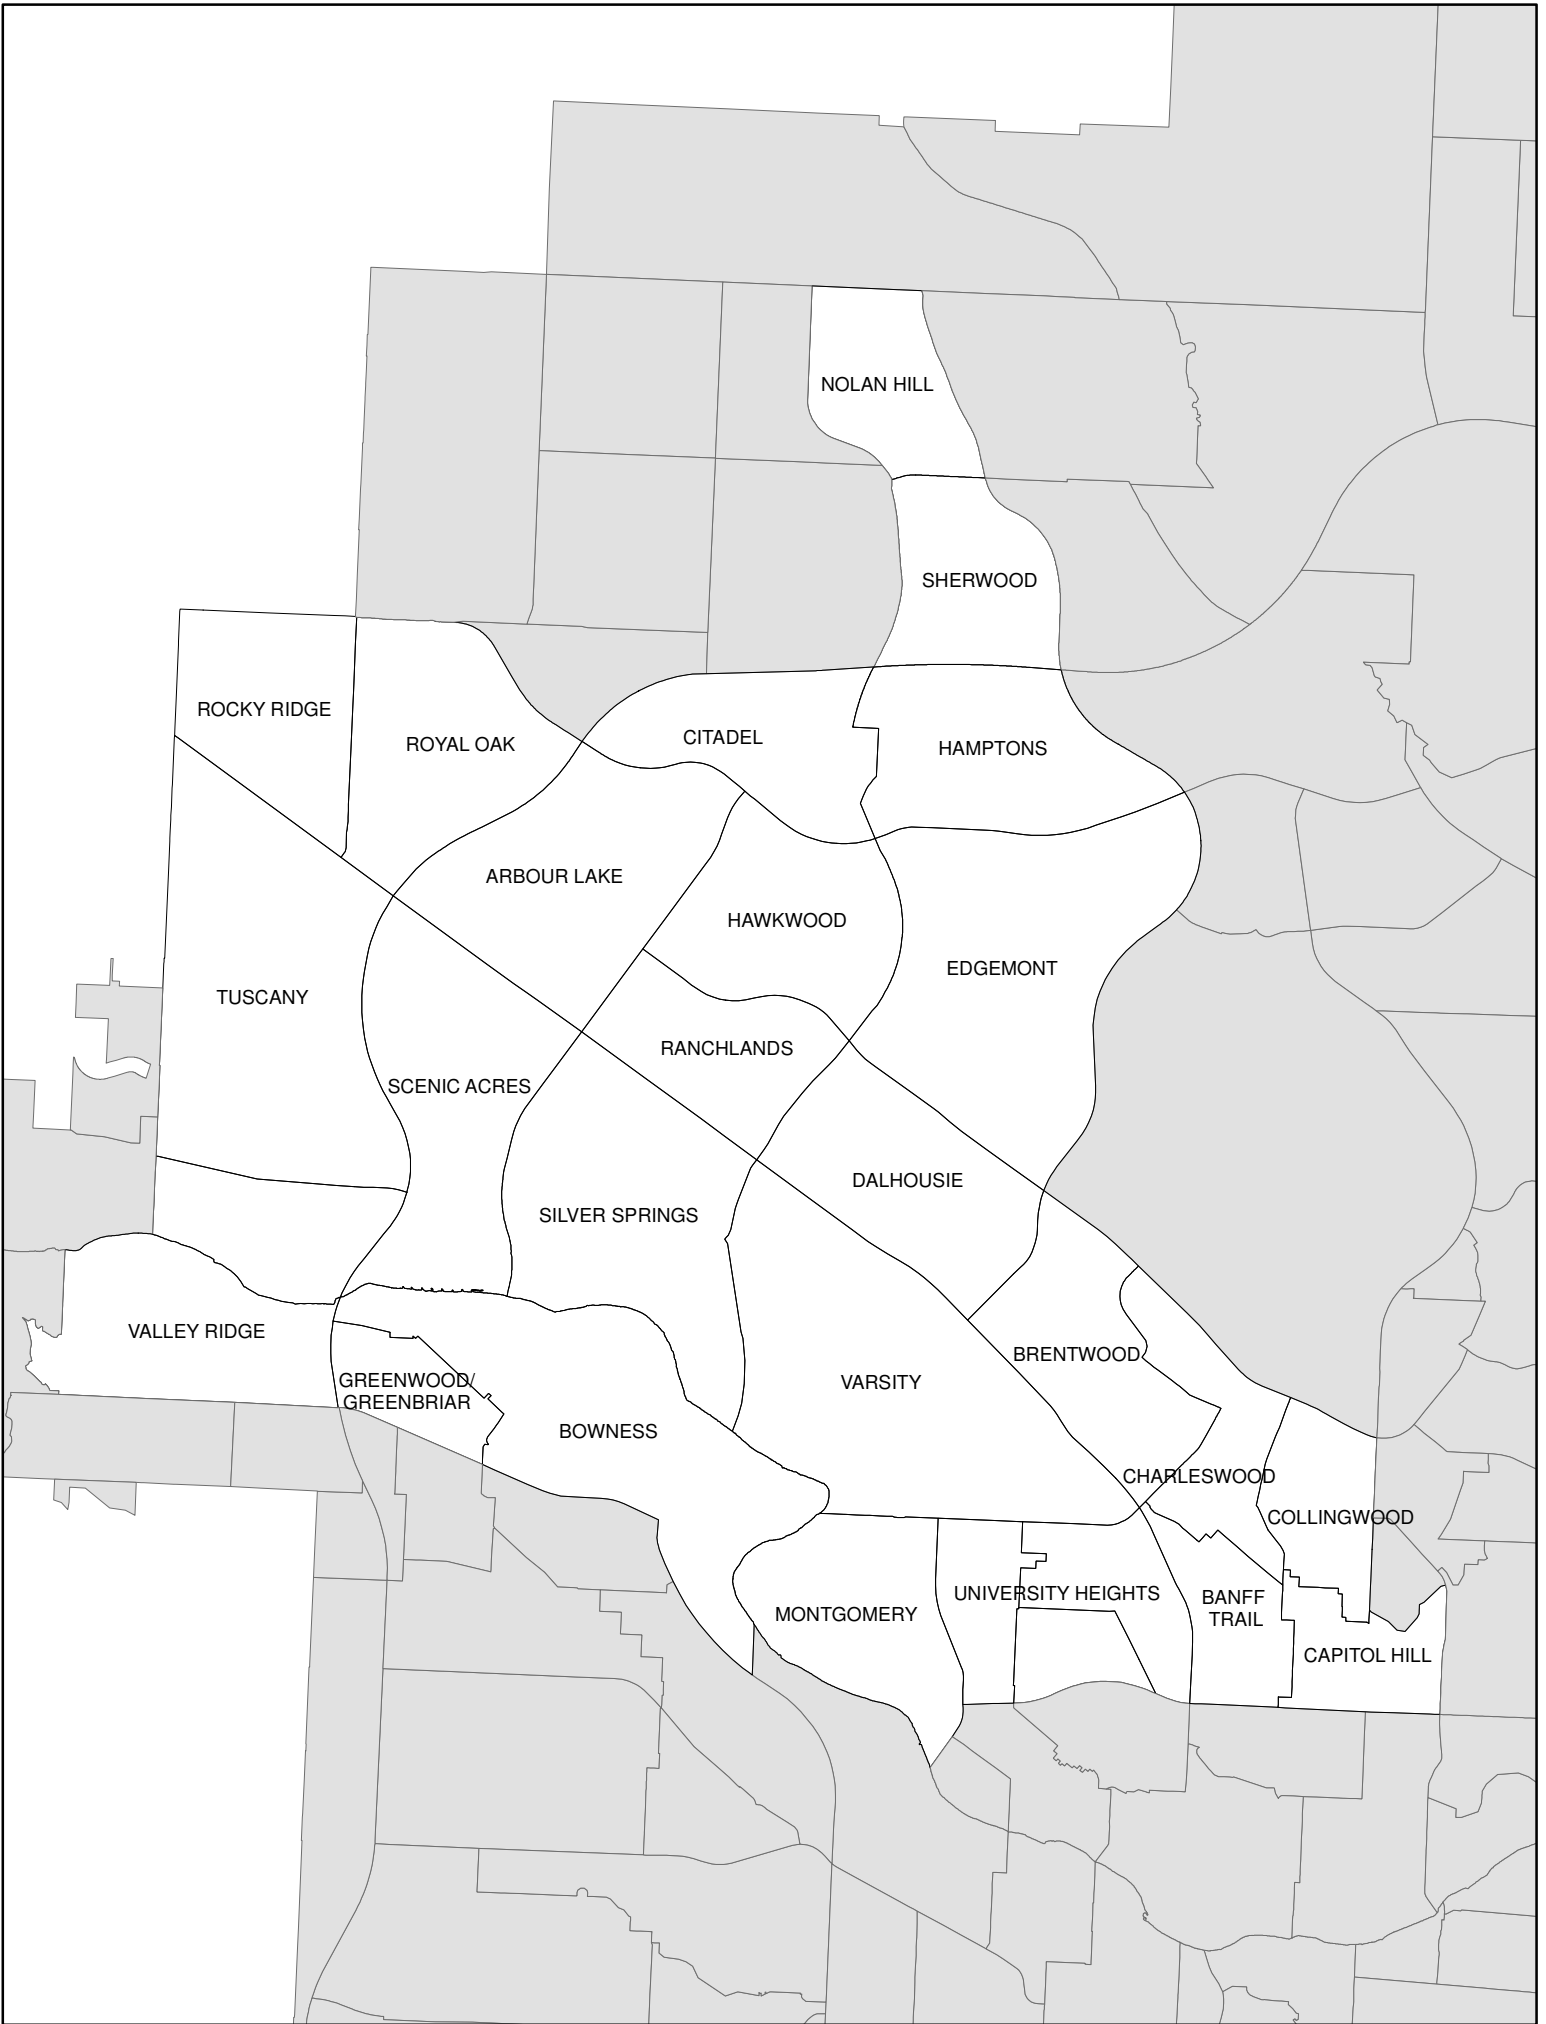 NOLAN HILL
SHERWOOD
ROCKY RIDGE
ROYAL OAK
CITADEL
HAMPTONS
ARBOUR LAKE
HAWKWOOD
EDGEMONT
TUSCANY
RANCHLANDS
SCENIC ACRES
DALHOUSIE
SILVER SPRINGS
VALLEY RIDGE
BRENTWOOD
GREENWOOD/
GREENBRIAR
VARSITY
BOWNESS
CHARLESWOOD
COLLINGWOOD
UNIVERSITY HEIGHTS
BANFF
TRAIL
MONTGOMERY
CAPITOL HILL